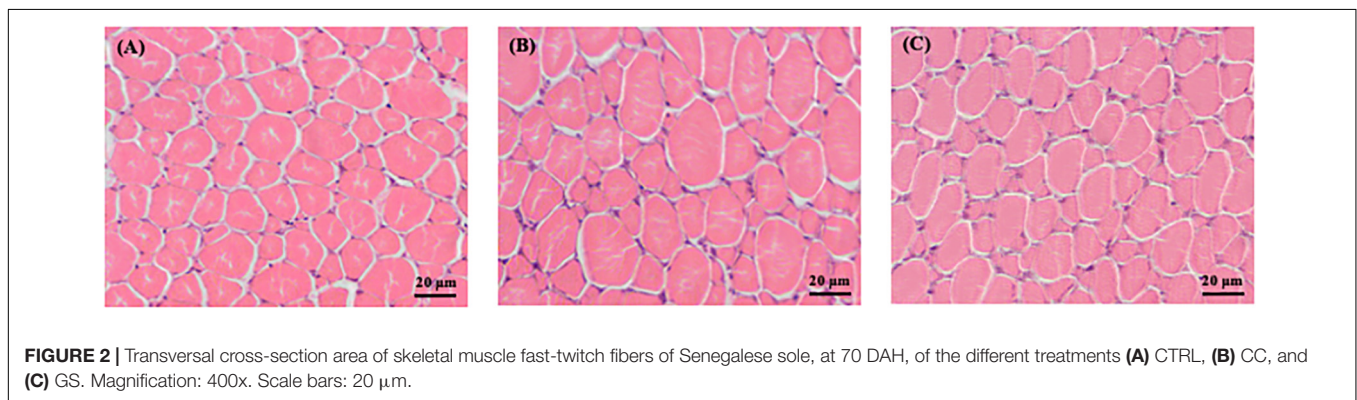 (A)
(B)
(C)
20 μm
20 μm
20 μm
FIGURE 2 | Transversal cross-section area of skeletal muscle fast-twitch fibers of Senegalese sole, at 70 DAH, of the different treatments (A) CTRL, (B) CC, and
(C) GS. Magnification: 400x. Scale bars: 20 μm.